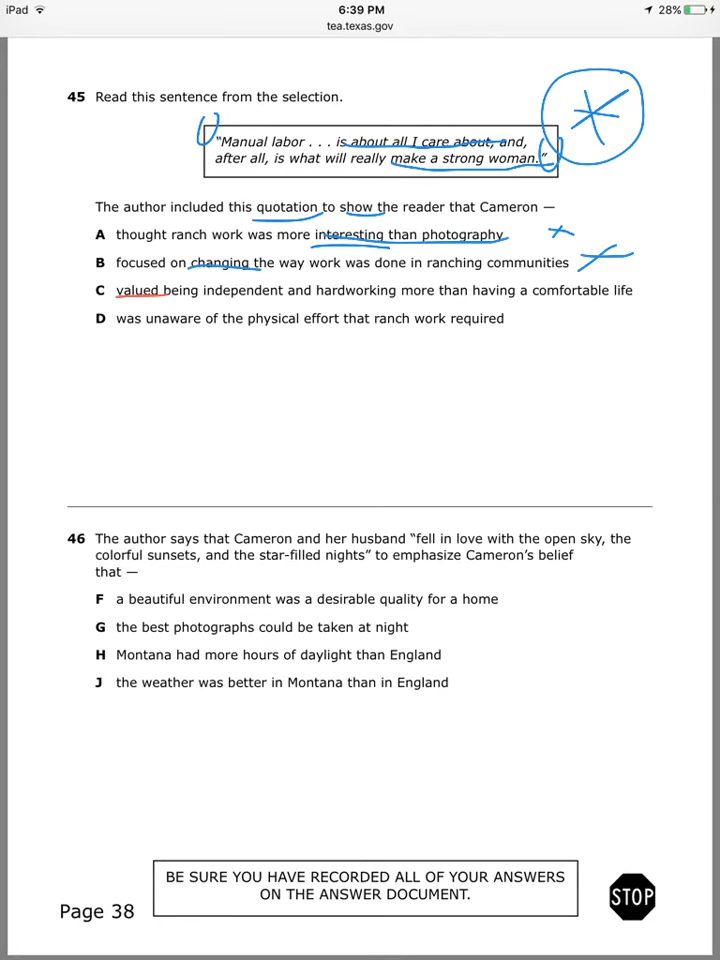 iPad
6:39 PM
28%
tea.texas.gov
45 Read this sentence from the selection.
“Manual labor . . . is about all I care about, and,
after all, is what will really make a strong woman.”
The author included this quotation to show the reader that Cameron —
A thought ranch work was more interesting than photography
B focused on changing the way work was done in ranching communities
C valued being independent and hardworking more than having a comfortable life
D was unaware of the physical effort that ranch work required
46 The author says that Cameron and her husband “fell in love with the open sky, the
colorful sunsets, and the star-filled nights” to emphasize Cameron’s belief
that —
F a beautiful environment was a desirable quality for a home
G the best photographs could be taken at night
H Montana had more hours of daylight than England
J the weather was better in Montana than in England
BE SURE YOU HAVE RECORDED ALL OF YOUR ANSWERS
ON THE ANSWER DOCUMENT.
STOP
Page 38